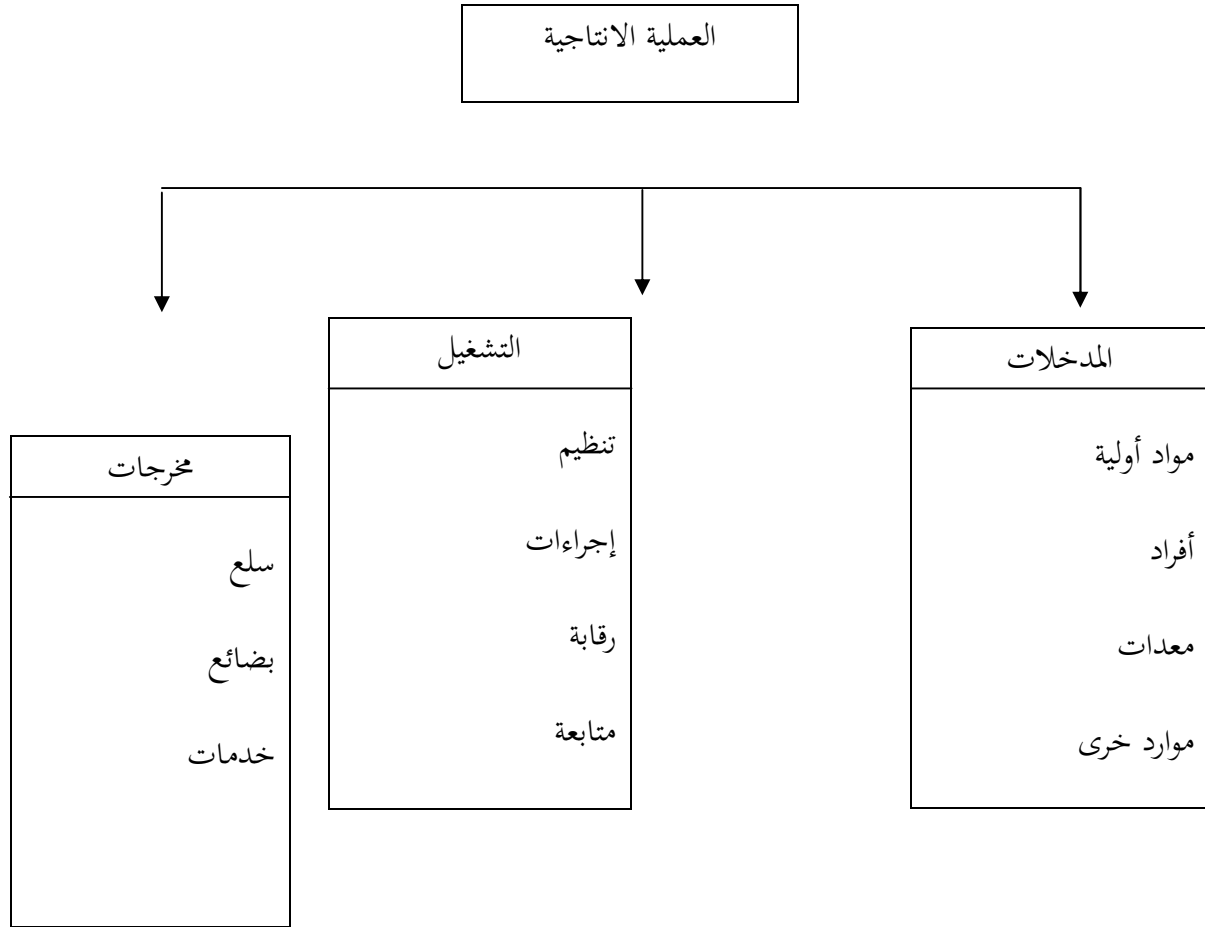 العملية الانتاجية
المدخلات
مواد أولية
أفراد
معدات
موارد خرى
التشغيل
تنظيم
إجراءات
رقابة
متابعة
مخرجات
سلع
بضائع
خدمات